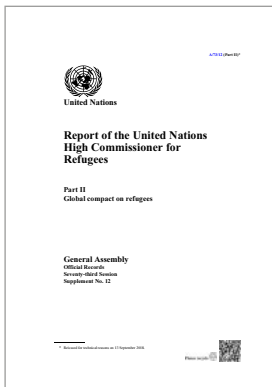 A/73/12 (Part II)*
United Nations
Report of the United Nations
High Commissioner for
Refugees
Part II
Global compact on refugees
General Assembly
Official Records
Seventy-third Session
Supplement No. 12
* Reissued for technical reasons on 13 September 2018.
Please recycle